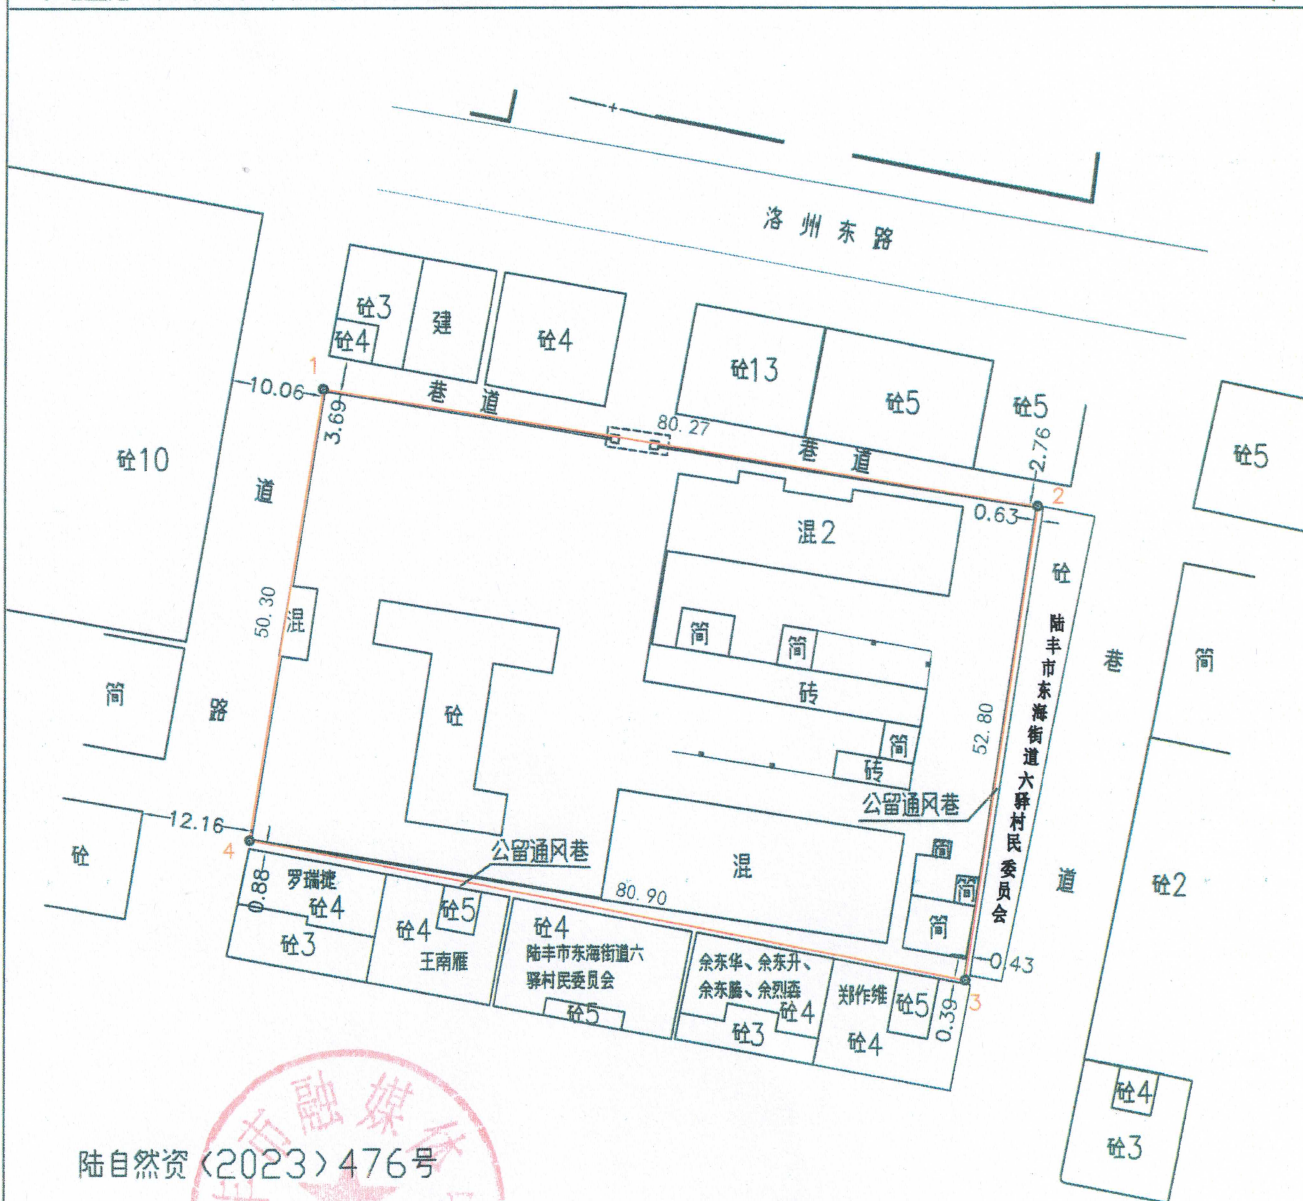 洛州东路
砼3
建
砼4
砼4
砼13
砼5
砼5
砼5
1
10.06
3.69
巷道
80.27
巷道
2.76
2
0.63
砼10
道
路
混2
砼
陆丰市东海街道六驿村民委员会
巷
道
50.30
混
简
简
简
简
砖
砼
52.80
简
砖
公留通风巷
12.16
4
公留通风巷
砼
0.88
罗瑞捷
砼4
砼3
80.90
混
简
简
简
砼2
砼4
王南雁
砼5
砼4
陆丰市东海街道六
驿村民委员会
砼5
余东华、余东升、
余东腾、余烈森
砼4
砼3
郑作维
砼5
砼4
0.43
3
0.39
砼4
砼3
市融媒体
陆自然资〈2023〉476号